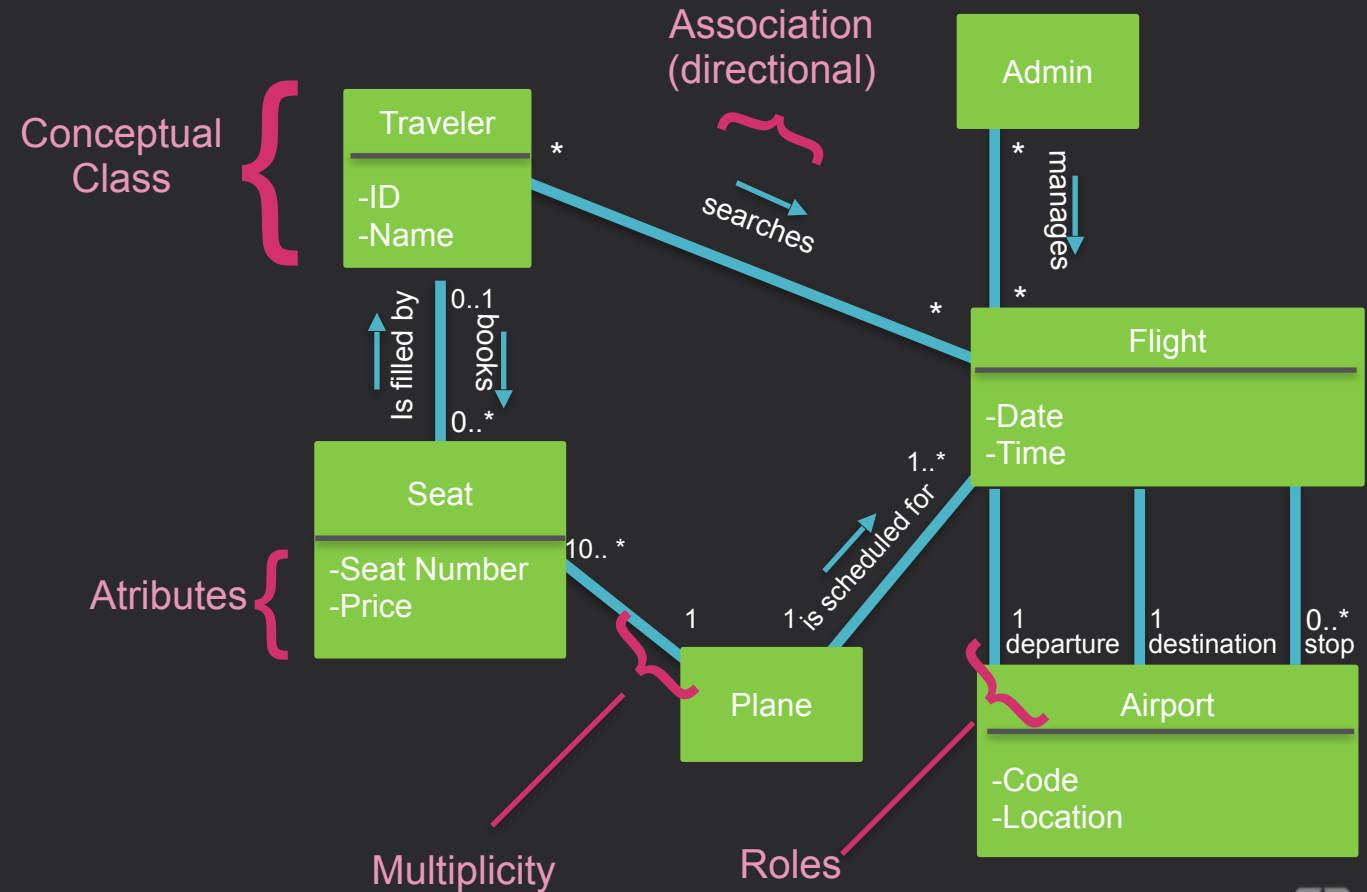 Association
(directional)
Admin
Conceptual
Class
Traveler
-ID
-Name
*
searches
*
*
manages
*
Is filled by
0..1
books
0..*
Flight
-Date
-Time
Seat
-Seat Number
-Price
Atributes
10.. *
1
1
is scheduled for
1..*
1
departure
1
destination
0..*
stop
Plane
Airport
-Code
-Location
Multiplicity
Roles